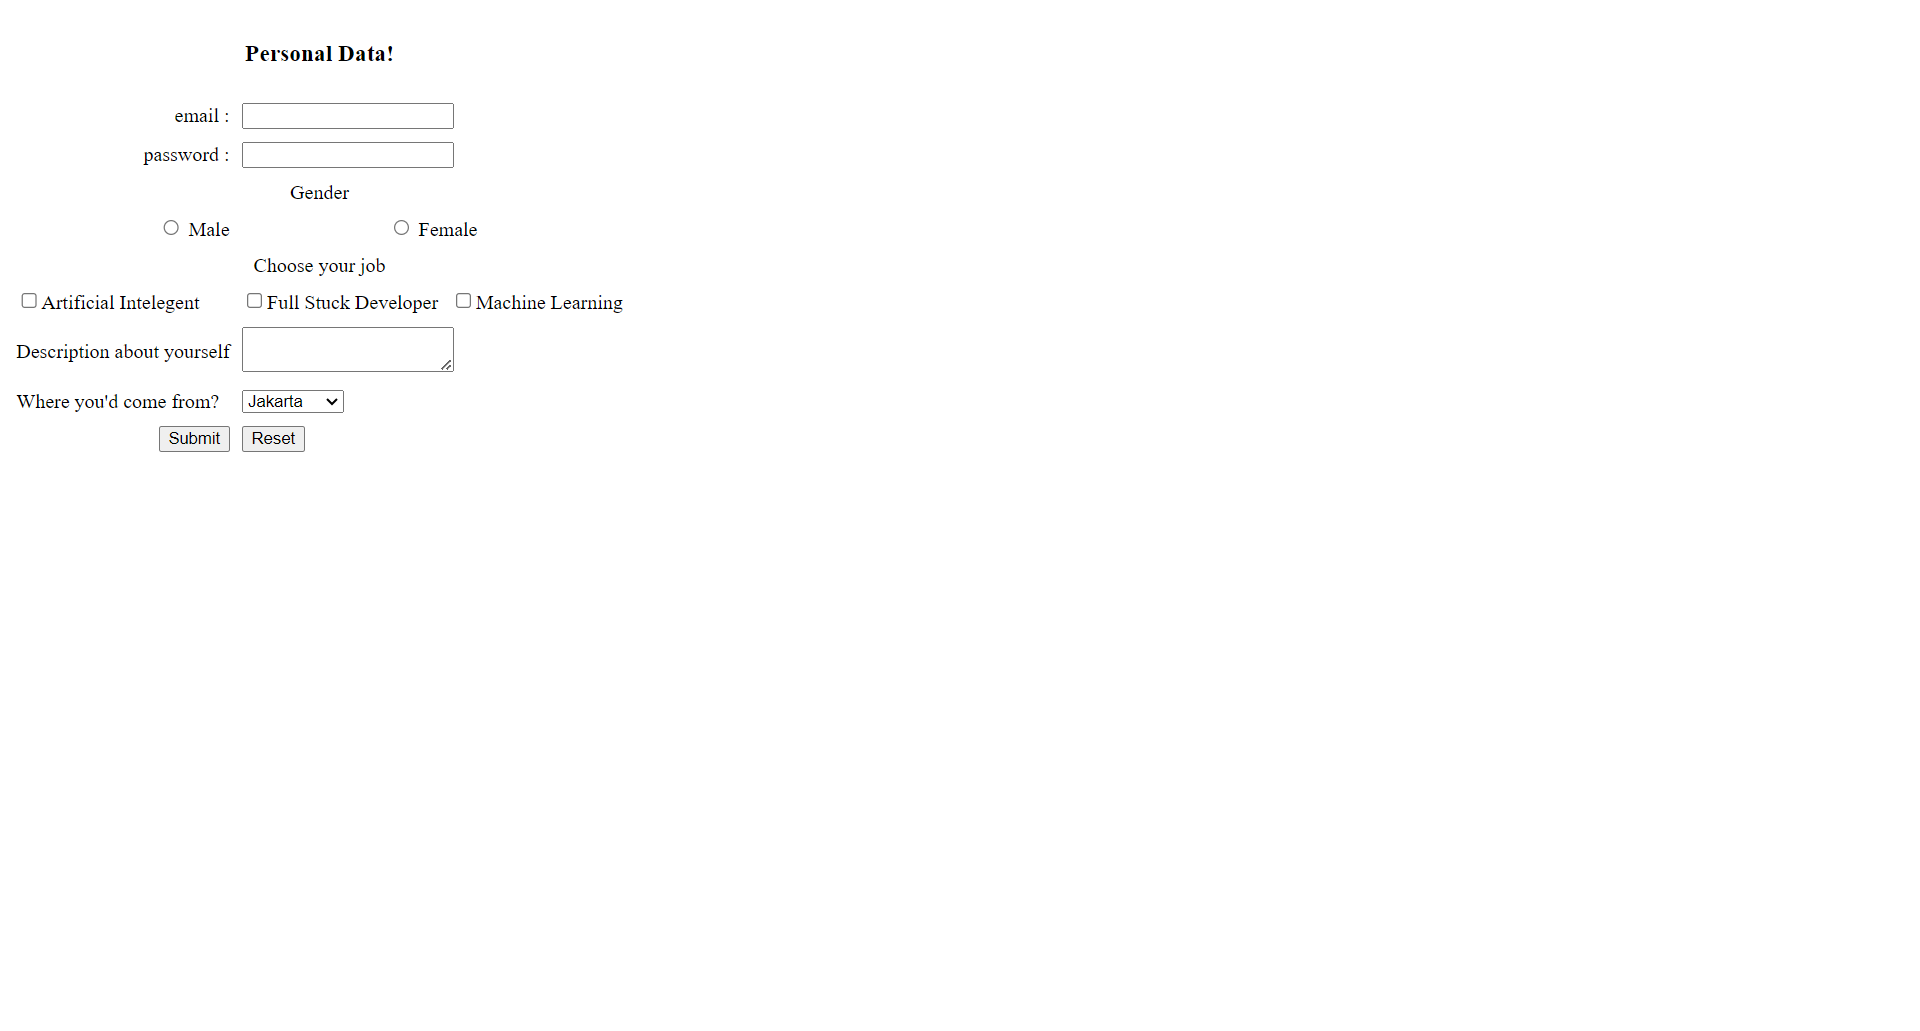 Personal Data!
email :
password :
Gender
Male Female
Choose your job
Artificial Intelegent Full Stuck Developer Machine Learning
Description about yourself
Where you'd come from? Jakarta
Submit Reset